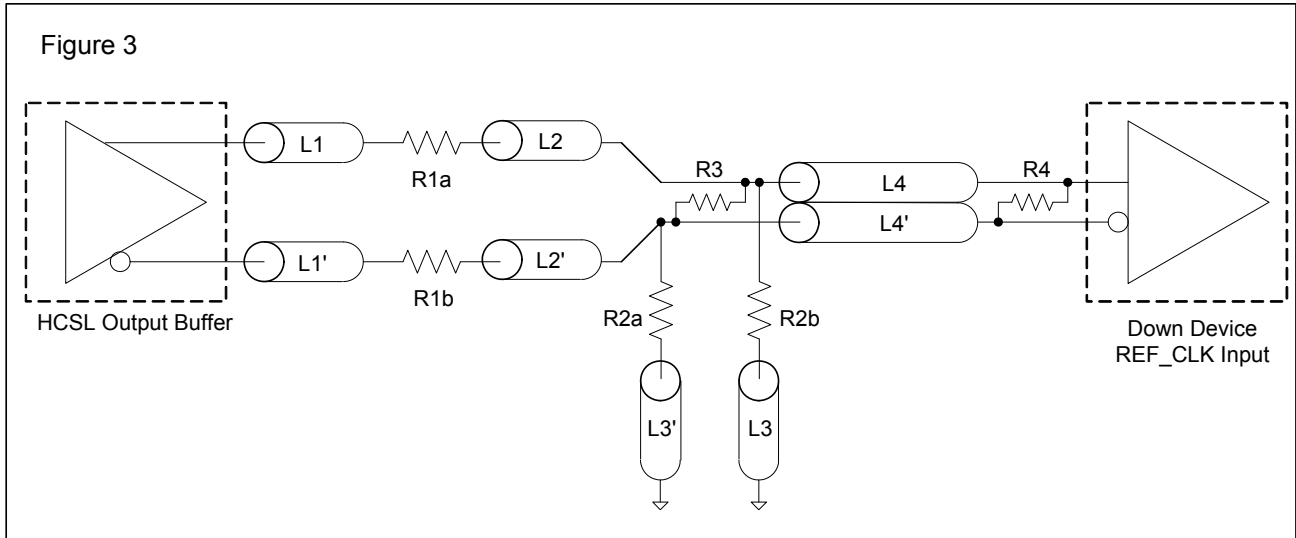 Figure 3
L1
R1a
L2
R3
L4
R4
L4'
L1'
R1b
L2'
HCSL Output Buffer
R2a
R2b
Down Device
REF_CLK Input
L3'
L3